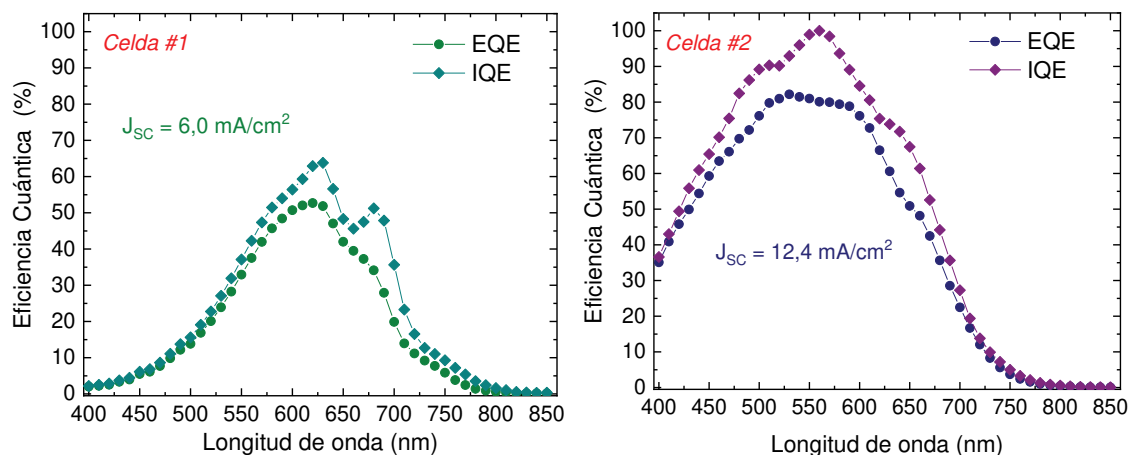 Celda #1
EQE
IQE
J_SC = 6,0 mA/cm²
Eficiencia Cuántica (%)
100
90
80
70
60
50
40
30
20
10
0
400 450 500 550 600 650 700 750 800 850
Longitud de onda (nm)
Celda #2
EQE
IQE
J_SC = 12,4 mA/cm²
Eficiencia Cuántica (%)
100
90
80
70
60
50
40
30
20
10
0
400 450 500 550 600 650 700 750 800 850
Longitud de onda (nm)